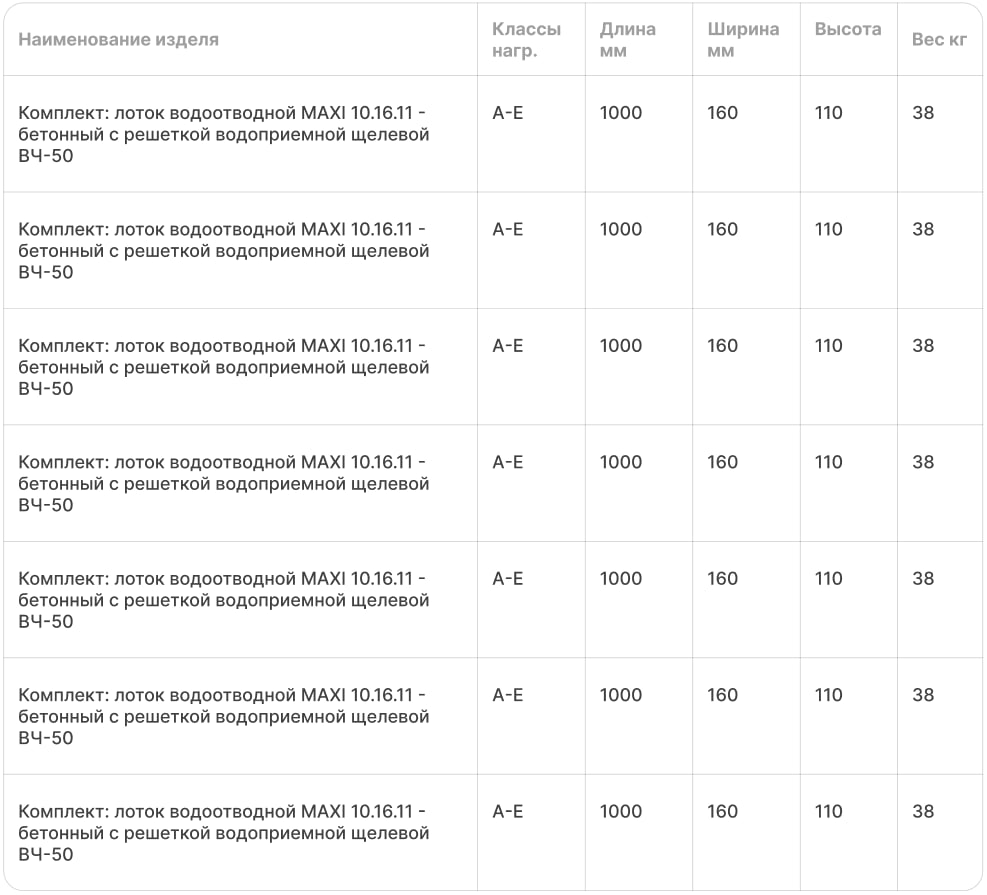 Наименование изделя
Классы
нагр.
Длина
мм
Ширина
мм
Высота
Вес кг
Комплект: лоток водоотводной MAXI 10.16.11 -
бетонный с решеткой водоприемной щелевой
ВЧ-50
A-E
1000
160
110
38
Комплект: лоток водоотводной MAXI 10.16.11 -
бетонный с решеткой водоприемной щелевой
ВЧ-50
A-E
1000
160
110
38
Комплект: лоток водоотводной MAXI 10.16.11 -
бетонный с решеткой водоприемной щелевой
ВЧ-50
A-E
1000
160
110
38
Комплект: лоток водоотводной MAXI 10.16.11 -
бетонный с решеткой водоприемной щелевой
ВЧ-50
A-E
1000
160
110
38
Комплект: лоток водоотводной MAXI 10.16.11 -
бетонный с решеткой водоприемной щелевой
ВЧ-50
A-E
1000
160
110
38
Комплект: лоток водоотводной MAXI 10.16.11 -
бетонный с решеткой водоприемной щелевой
ВЧ-50
A-E
1000
160
110
38
Комплект: лоток водоотводной MAXI 10.16.11 -
бетонный с решеткой водоприемной щелевой
ВЧ-50
A-E
1000
160
110
38